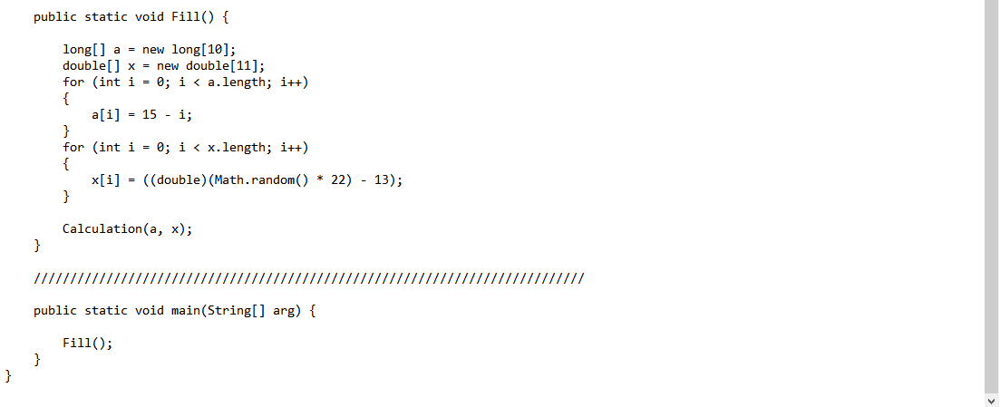 public static void Fill() {
long[] a = new long[10];
double[] x = new double[11];
for (int i = 0; i < a.length; i++)
{
a[i] = 15 - i;
}
for (int i = 0; i < x.length; i++)
{
x[i] = ((double)(Math.random() * 22) - 13);
}
Calculation(a, x);
}
////////////////////////////////////////////////////////////////////////////
public static void main(String[] arg) {
Fill();
}
}